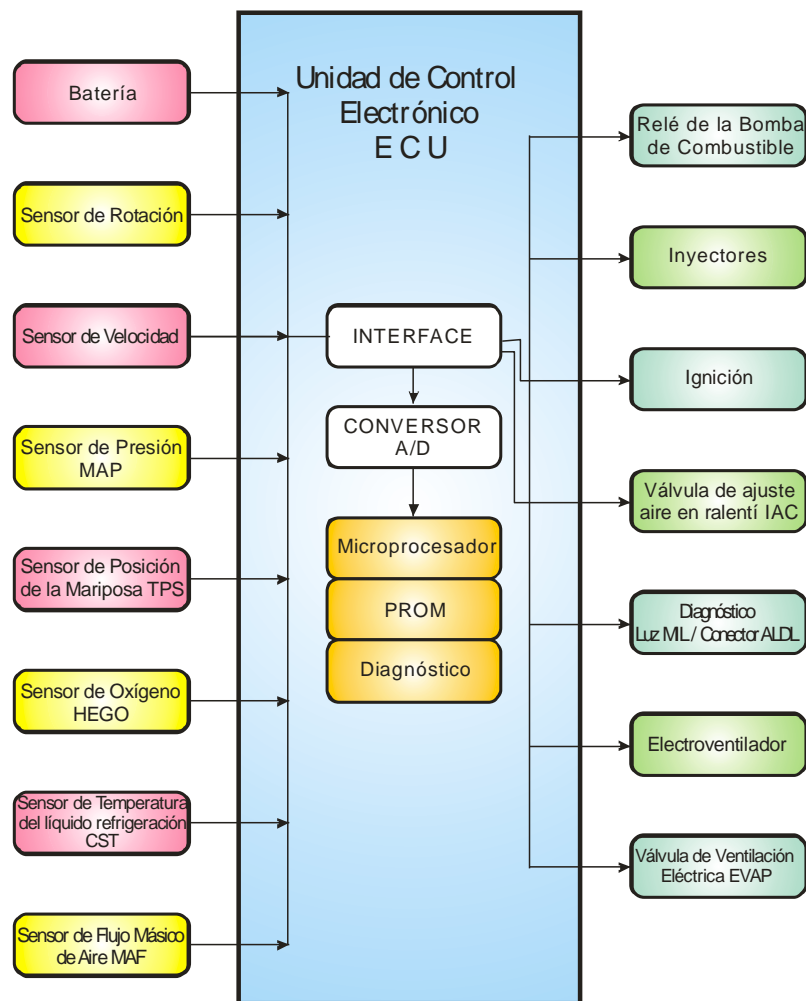 Unidad de Control
Electrónico
E C U
Batería
Sensor de Rotación
Sensor de Velocidad
Sensor de Presión
MAP
Sensor de Posición
de la Mariposa TPS
Sensor de Oxígeno
HEGO
Sensor de Temperatura
del líquido refrigeración
CST
Sensor de Flujo Másico
de Aire MAF
INTERFACE
CONVERSOR
A/D
Microprocesador
PROM
Diagnóstico
Relé de la Bomba
de Combustible
Inyectores
Ignición
Válvula de ajuste
aire en ralentí IAC
Diagnóstico
Luz MIL / Conector ALDL
Electroventilador
Válvula de Ventilación
Eléctrica EVAP